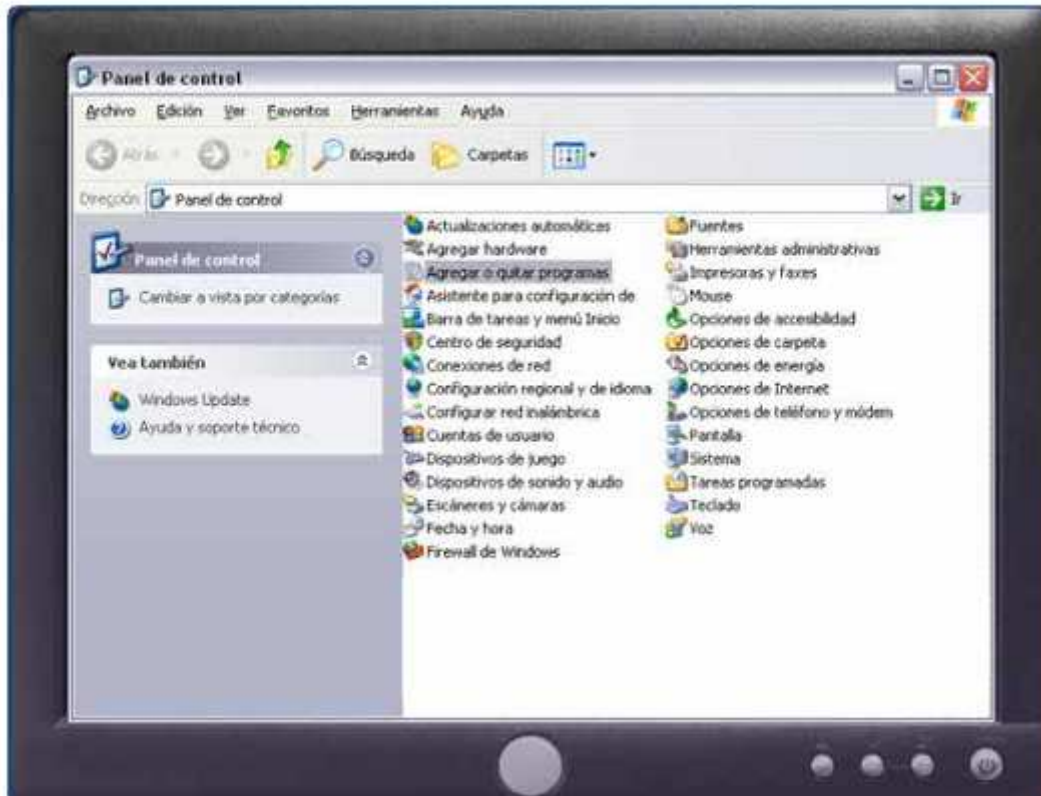 Panel de control
Archivo Edición Ver Favoritos Herramientas Ayuda
Atrás Búsqueda Carpetas
Dirección Panel de control Ir
Panel de control
Cambiar a vista por categorías
Vea también
Windows Update
Ayuda y soporte técnico
Actualizaciones automáticas
Agregar hardware
Agregar o quitar programas
Asistente para configuración de
Barra de tareas y menú Inicio
Centro de seguridad
Conexiones de red
Configuración regional y de idioma
Configurar red inalámbrica
Cuentas de usuario
Dispositivos de juego
Dispositivos de sonido y audio
Escáneres y cámaras
Fecha y hora
Firewall de Windows
Fuentes
Herramientas administrativas
Impresoras y faxes
Mouse
Opciones de accesibilidad
Opciones de carpeta
Opciones de energía
Opciones de Internet
Opciones de teléfono y módem
Pantalla
Sistema
Tareas programadas
Teclado
Voz